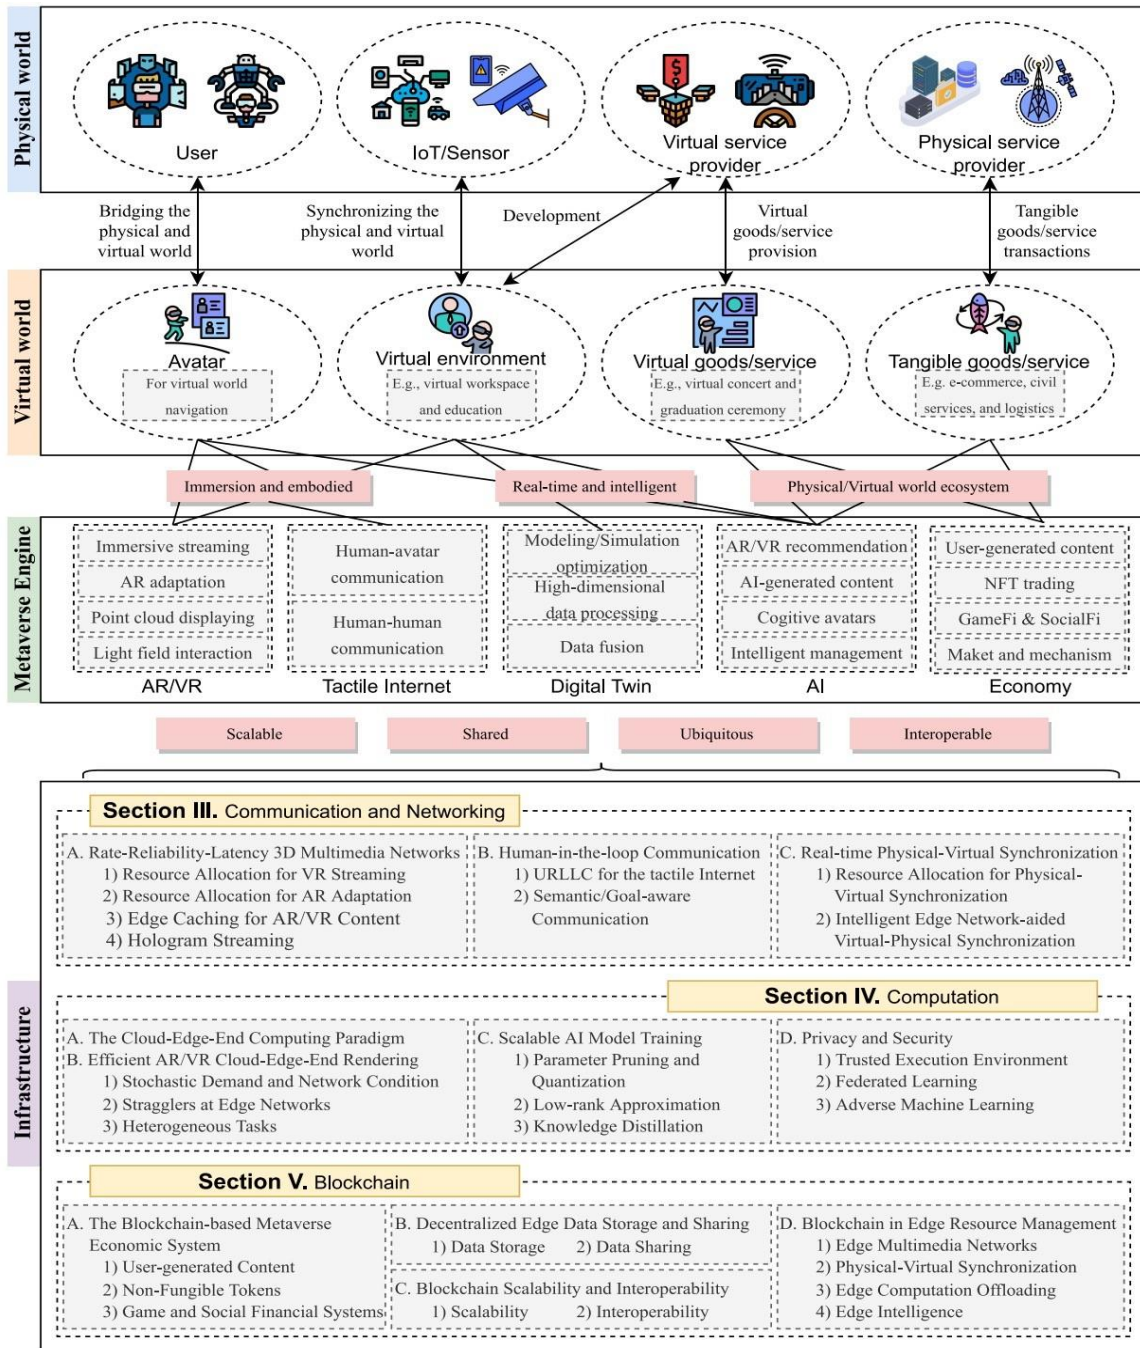 Physical world
User
IoT/Sensor
Virtual service
provider
Physical service
provider
Bridging the
physical and
virtual world
Synchronizing the
physical and virtual
world
Development
Virtual
goods/service
provision
Tangible
goods/service
transactions
Virtual world
Avatar
For virtual world
navigation
Virtual environment
E.g., virtual workspace
and education
Virtual goods/service
E.g., virtual concert and
graduation ceremony
Tangible goods/service
E.g. e-commerce, civil
services, and logistics
Immersion and embodied
Real-time and intelligent
Physical/Virtual world ecosystem
Metaverse Engine
Immersive streaming
AR adaptation
Point cloud displaying
Light field interaction
AR/VR
Human-avatar
communication
Human-human
communication
Tactile Internet
Modeling/Simulation
optimization
High-dimensional
data processing
Data fusion
Digital Twin
AR/VR recommendation
AI-generated content
Cogitive avatars
Intelligent management
AI
User-generated content
NFT trading
GameFi & SocialFi
Maket and mechanism
Economy
Scalable
Shared
Ubiquitous
Interoperable
Infrastructure
Section III. Communication and Networking
A. Rate-Reliability-Latency 3D Multimedia Networks
1) Resource Allocation for VR Streaming
2) Resource Allocation for AR Adaptation
3) Edge Caching for AR/VR Content
4) Hologram Streaming
B. Human-in-the-loop Communication
1) URLLC for the tactile Internet
2) Semantic/Goal-aware
Communication
C. Real-time Physical-Virtual Synchronization
1) Resource Allocation for Physical-
Virtual Synchronization
2) Intelligent Edge Network-aided
Virtual-Physical Synchronization
Section IV. Computation
A. The Cloud-Edge-End Computing Paradigm
B. Efficient AR/VR Cloud-Edge-End Rendering
1) Stochastic Demand and Network Condition
2) Stragglers at Edge Networks
3) Heterogeneous Tasks
C. Scalable AI Model Training
1) Parameter Pruning and
Quantization
2) Low-rank Approximation
3) Knowledge Distillation
D. Privacy and Security
1) Trusted Execution Environment
2) Federated Learning
3) Adverse Machine Learning
Section V. Blockchain
A. The Blockchain-based Metaverse
Economic System
1) User-generated Content
2) Non-Fungible Tokens
3) Game and Social Financial Systems
B. Decentralized Edge Data Storage and Sharing
1) Data Storage 2) Data Sharing
C. Blockchain Scalability and Interoperability
1) Scalability 2) Interoperability
D. Blockchain in Edge Resource Management
1) Edge Multimedia Networks
2) Physical-Virtual Synchronization
3) Edge Computation Offloading
4) Edge Intelligence